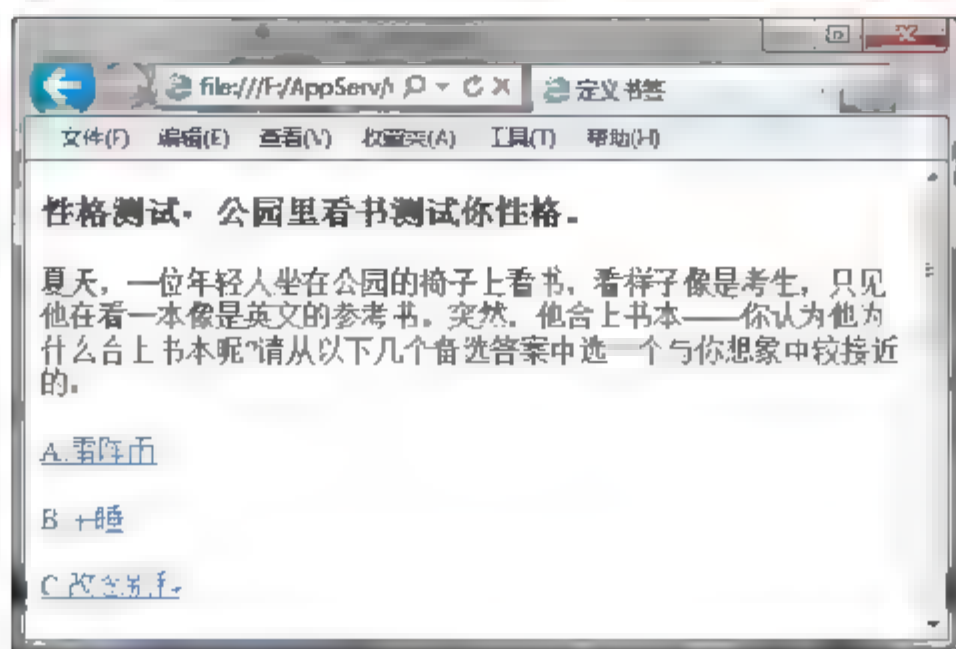 file:///F:/AppServ/ 定义书签
文件(F) 编辑(E) 查看(V) 收藏夹(A) 工具(T) 帮助(H)
性格测试:公园里看书测试你性格。
夏天,一位年轻人坐在公园的椅子上看书,看样子像是考生,只见
他在看一本像是英文的参考书。突然,他合上书本——你认为他为
什么合上书本呢?请从以下几个备选答案中选一个与你想象中较接近
的。
A.雷阵雨
B 睡
C